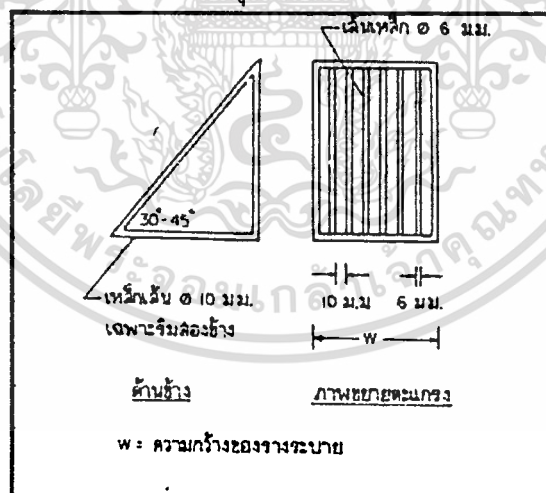 เส้นเหล็ก ø 6 ม.ม.
30°-45°
เหล็กเส้น ø 10 ม.ม.
เฉพาะริมสองข้าง
10 ม.ม 6 ม.ม.
W
ด้านข้าง
ภาพขยายตะแกรง
W = ความกว้างของรางระบาย